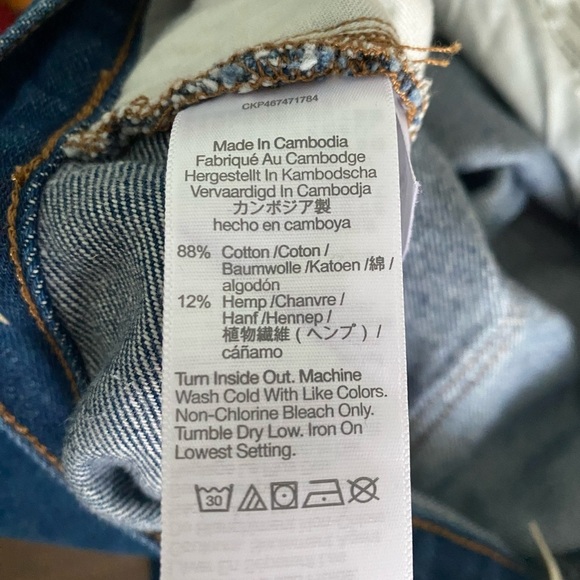 CKP467471784
Made In Cambodia
Fabriqué Au Cambodge
Hergestellt In Kambodscha
Vervaardigd In Cambodja
カンボジア製
hecho en camboya
88% Cotton /Coton /
Baumwolle /Katoen /綿 /
algodón
12% Hemp /Chanvre /
Hanf /Hennep /
植物繊維 (ヘンプ) /
cáñamo
Turn Inside Out. Machine
Wash Cold With Like Colors.
Non-Chlorine Bleach Only.
Tumble Dry Low. Iron On
Lowest Setting.
30